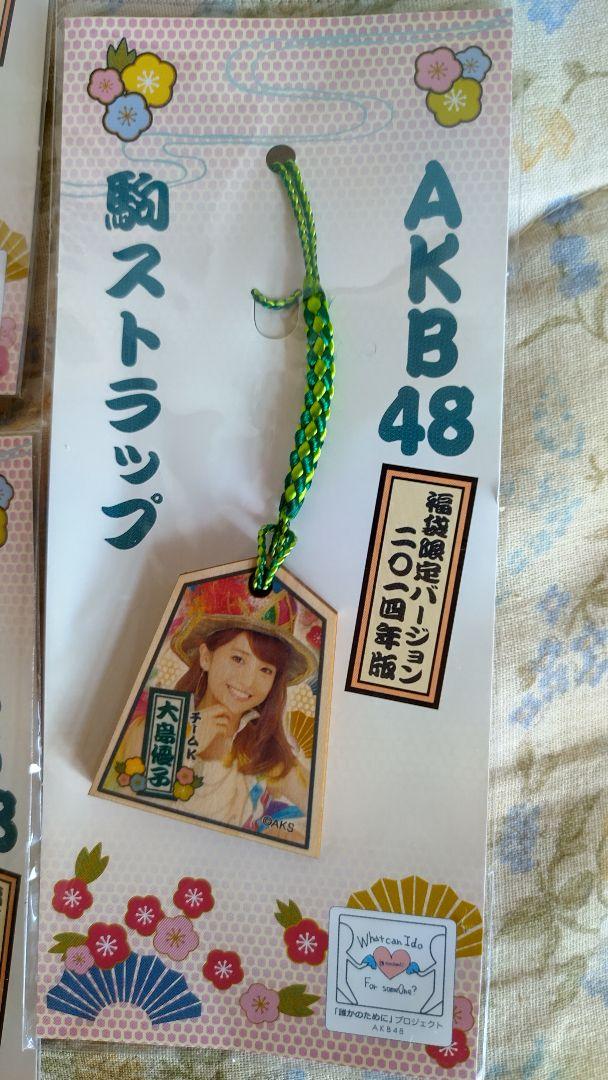 AKB48
福袋限定バージョン
二〇一四年版
駒ストラップ
チームK
大島優子
©AKS
What can I do
For someone?
「誰かのために」プロジェクト
AKB48